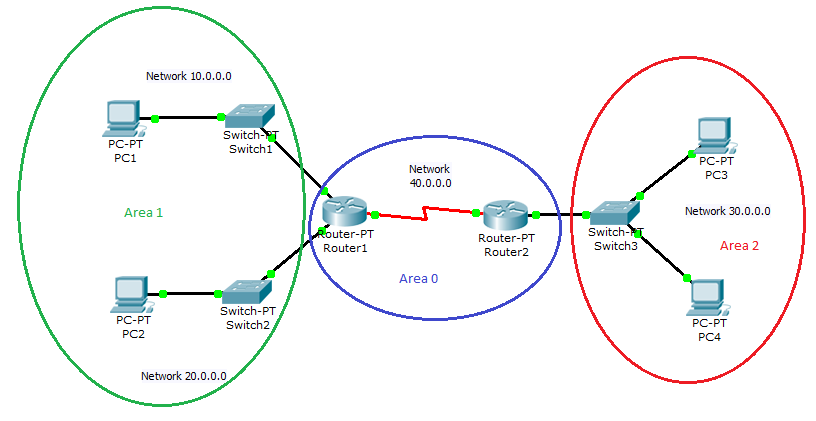 Network 10.0.0.0
PC-PT
PC1
Switch-PT
Switch1
Area 1
PC-PT
PC2
Switch-PT
Switch2
Network 20.0.0.0
Network
40.0.0.0
Router-PT
Router1
Router-PT
Router2
Area 0
PC-PT
PC3
Network 30.0.0.0
Switch-PT
Switch3
Area 2
PC-PT
PC4